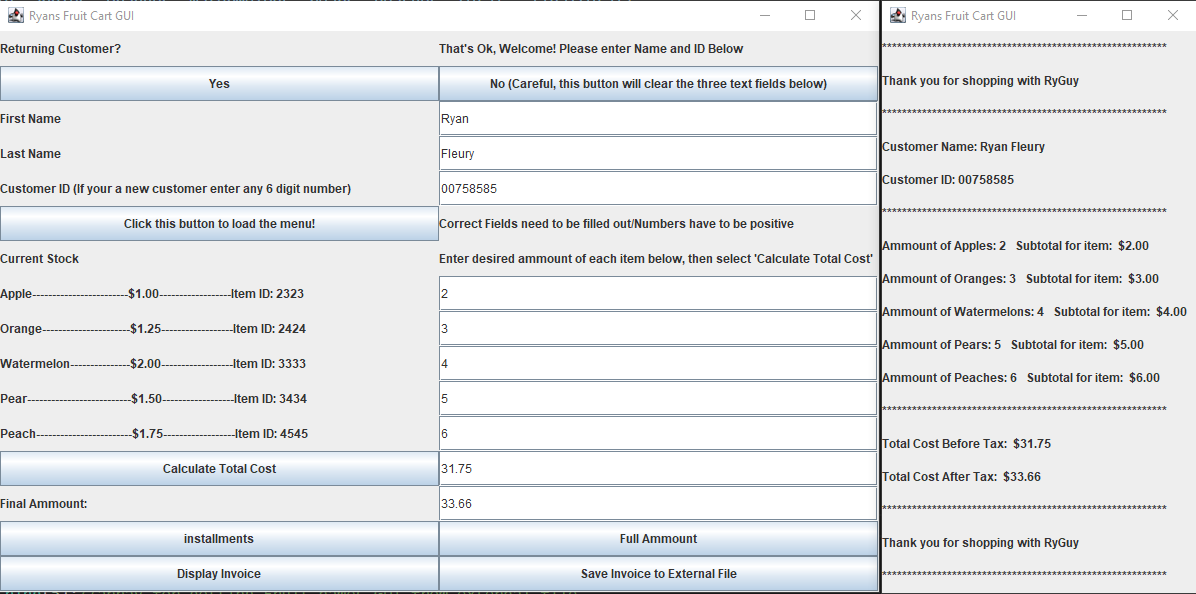 Ryans Fruit Cart GUI
Returning Customer? That's Ok, Welcome! Please enter Name and ID Below
Yes No (Careful, this button will clear the three text fields below)
First Name Ryan
Last Name Fleury
Customer ID (If your a new customer enter any 6 digit number) 00758585
Click this button to load the menu! Correct Fields need to be filled out/Numbers have to be positive
Current Stock Enter desired ammount of each item below, then select 'Calculate Total Cost'
Apple------------------------$1.00------------------Item ID: 2323 2
Orange----------------------$1.25------------------Item ID: 2424 3
Watermelon---------------$2.00------------------Item ID: 3333 4
Pear--------------------------$1.50------------------Item ID: 3434 5
Peach------------------------$1.75------------------Item ID: 4545 6
Calculate Total Cost 31.75
Final Ammount: 33.66
installments Full Ammount
Display Invoice Save Invoice to External File
Ryans Fruit Cart GUI
*********************************************************
Thank you for shopping with RyGuy
*********************************************************
Customer Name: Ryan Fleury
Customer ID: 00758585
*********************************************************
Ammount of Apples: 2 Subtotal for item: $2.00
Ammount of Oranges: 3 Subtotal for item: $3.00
Ammount of Watermelons: 4 Subtotal for item: $4.00
Ammount of Pears: 5 Subtotal for item: $5.00
Ammount of Peaches: 6 Subtotal for item: $6.00
*********************************************************
Total Cost Before Tax: $31.75
Total Cost After Tax: $33.66
*********************************************************
Thank you for shopping with RyGuy
*********************************************************